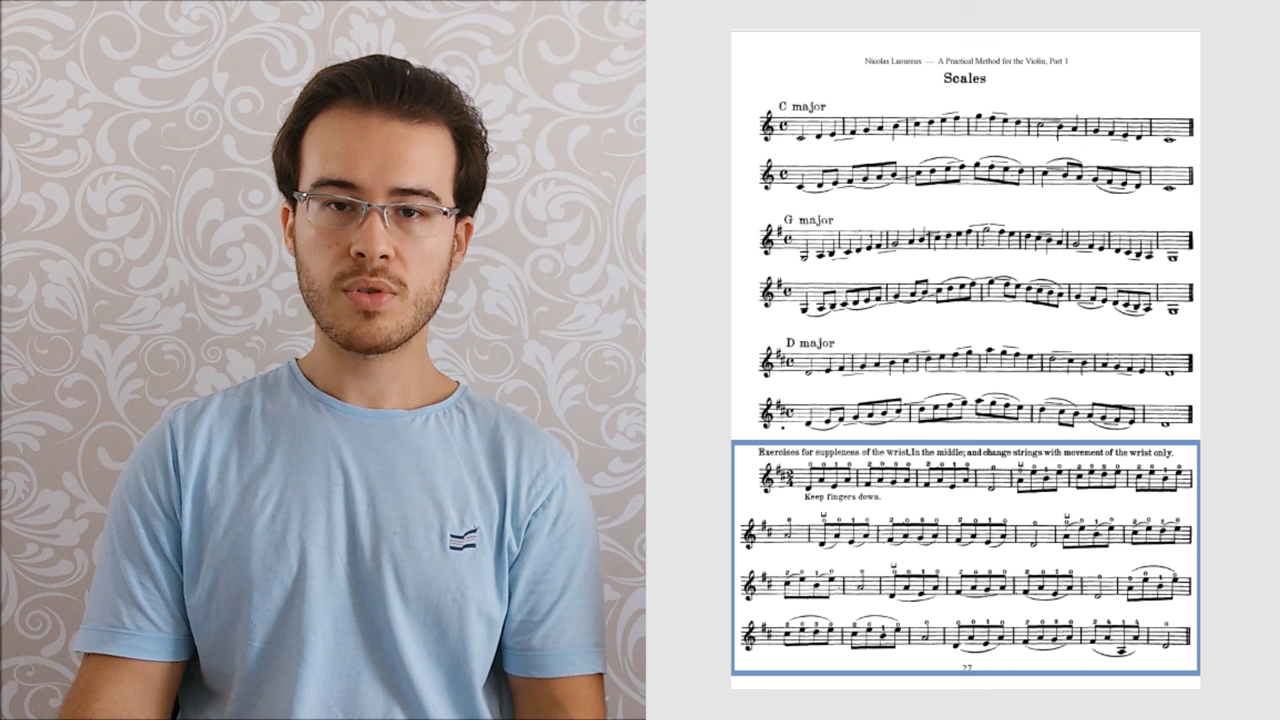 Nicolas Laoureux — A Practical Method for the Violin, Part 1
Scales
C major
G major
D major
Exercises for suppleness of the wrist. In the middle; and change strings with movement of the wrist only.
Keep fingers down.
27